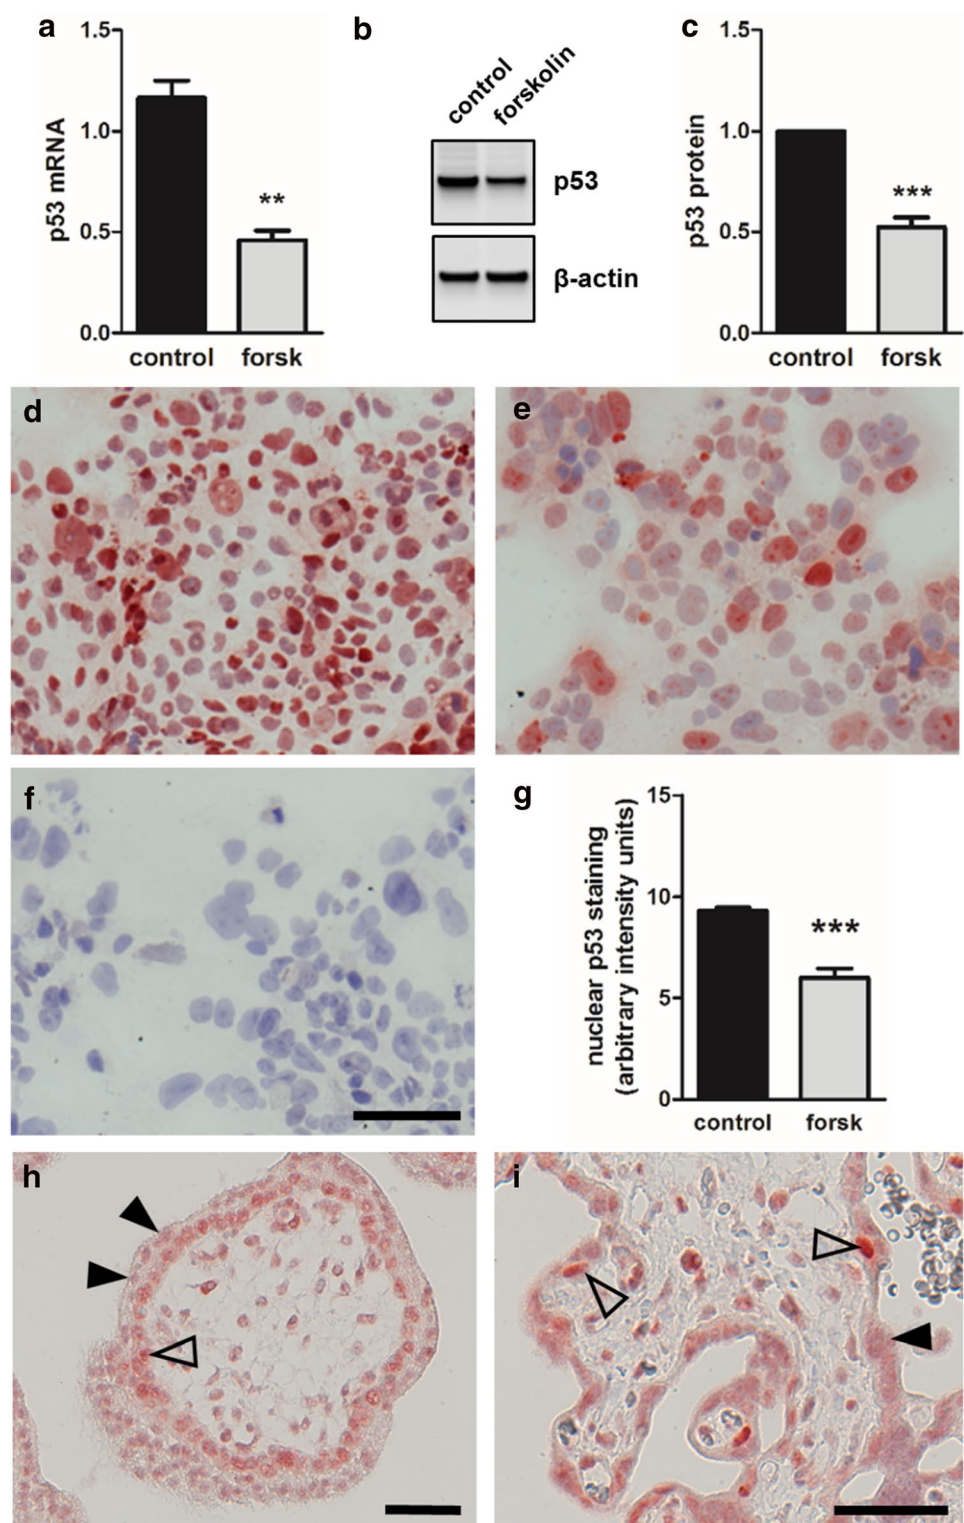 a
1.5
1.0
0.5
0.0
p53 mRNA
**
control forsk
b
control
forskolin
p53
β-actin
c
1.5
1.0
0.5
0.0
p53 protein
***
control forsk
d
e
f
g
15
10
5
0
nuclear p53 staining
(arbitrary intensity units)
***
control forsk
h
i